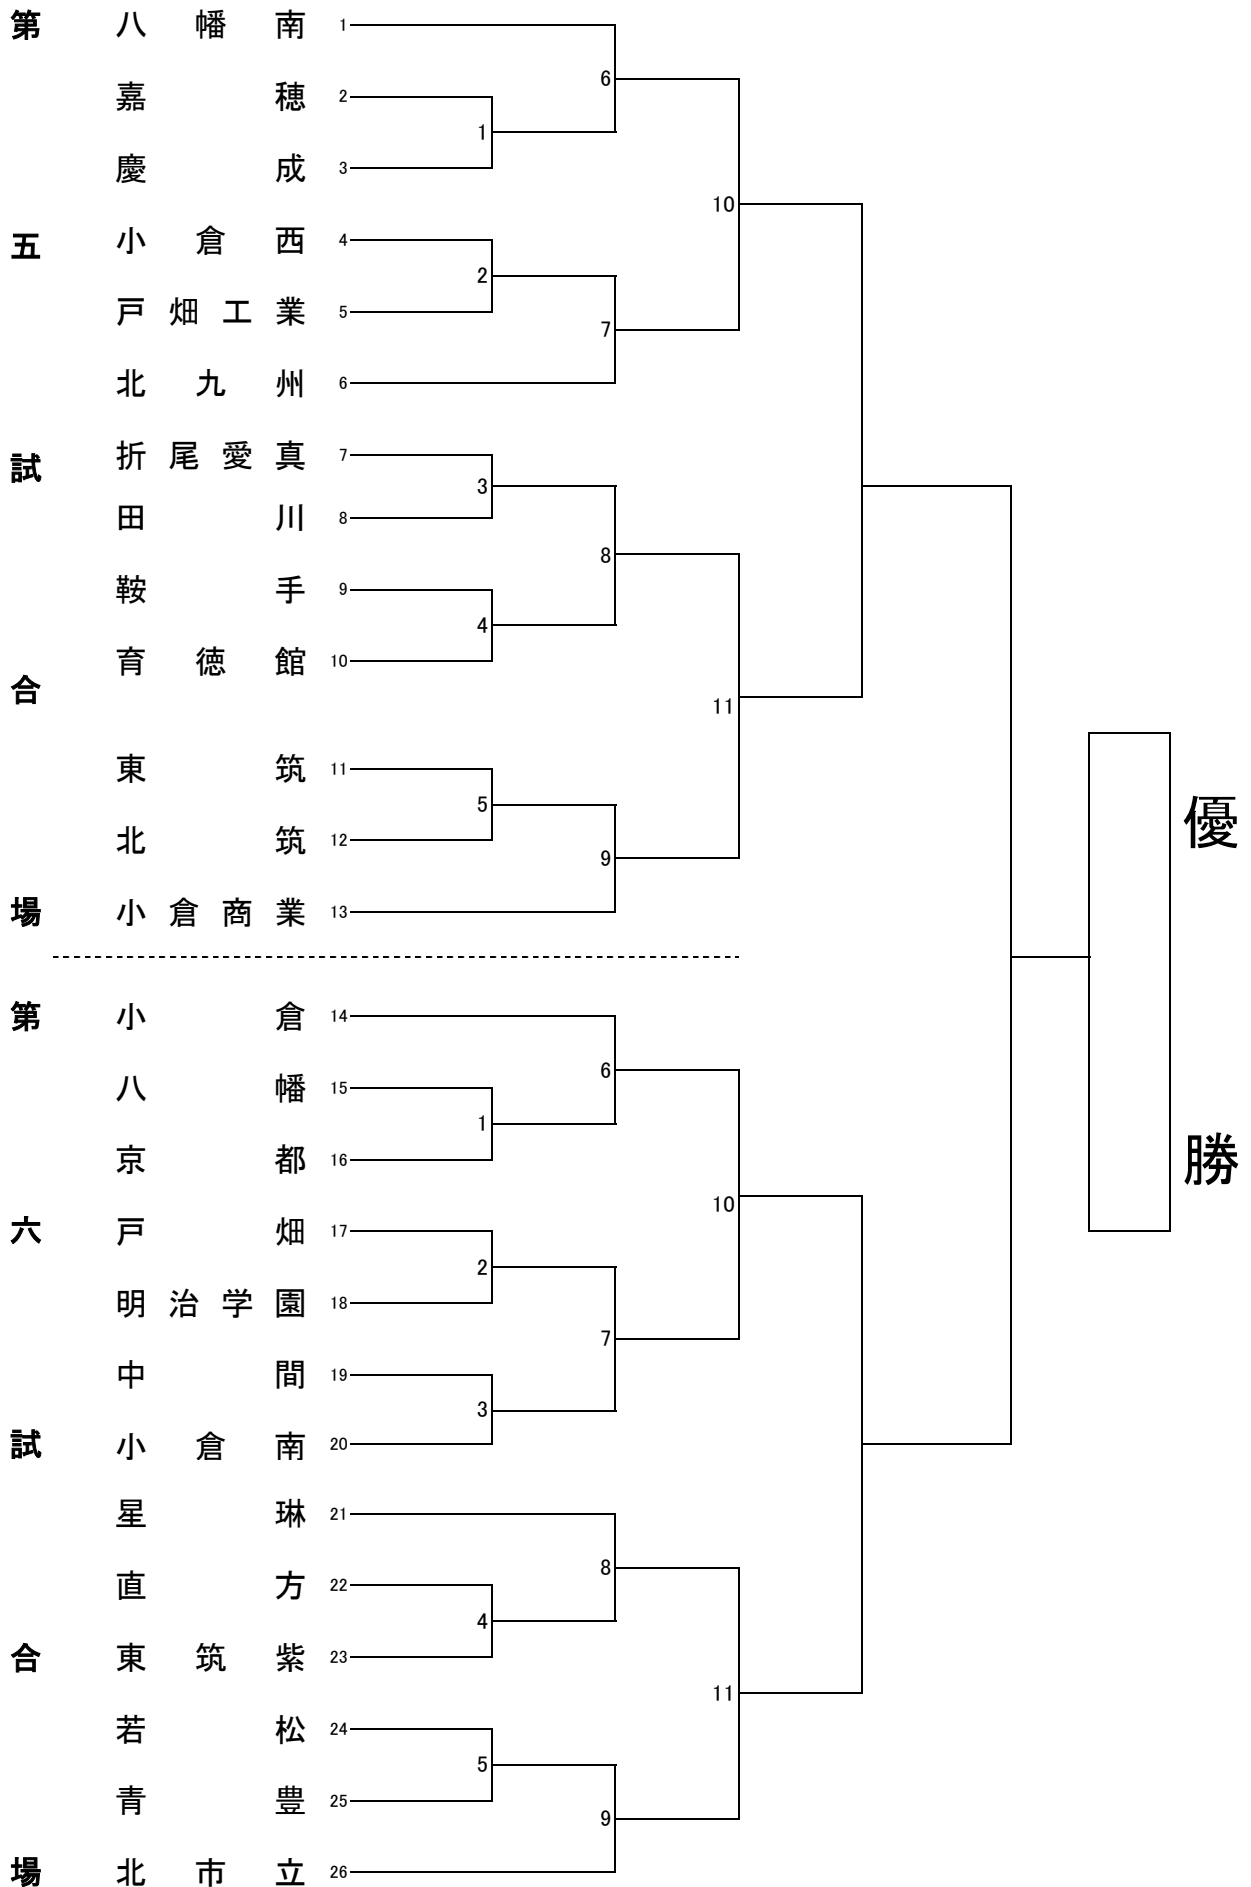 第
五
試
合
場
八幡南 1
嘉穂 2
慶成 3
小倉西 4
戸畑工業 5
北九州 6
折尾愛真 7
田川 8
鞍手 9
育徳館 10
東筑 11
北筑 12
小倉商業 13
1
2
3
4
5
6
7
8
9
10
11
第
六
試
合
場
小倉 14
八幡 15
京都 16
戸畑 17
明治学園 18
中間 19
小倉南 20
星琳 21
直方 22
東筑紫 23
若松 24
青豊 25
北市立 26
1
2
3
4
5
6
7
8
9
10
11
優
勝